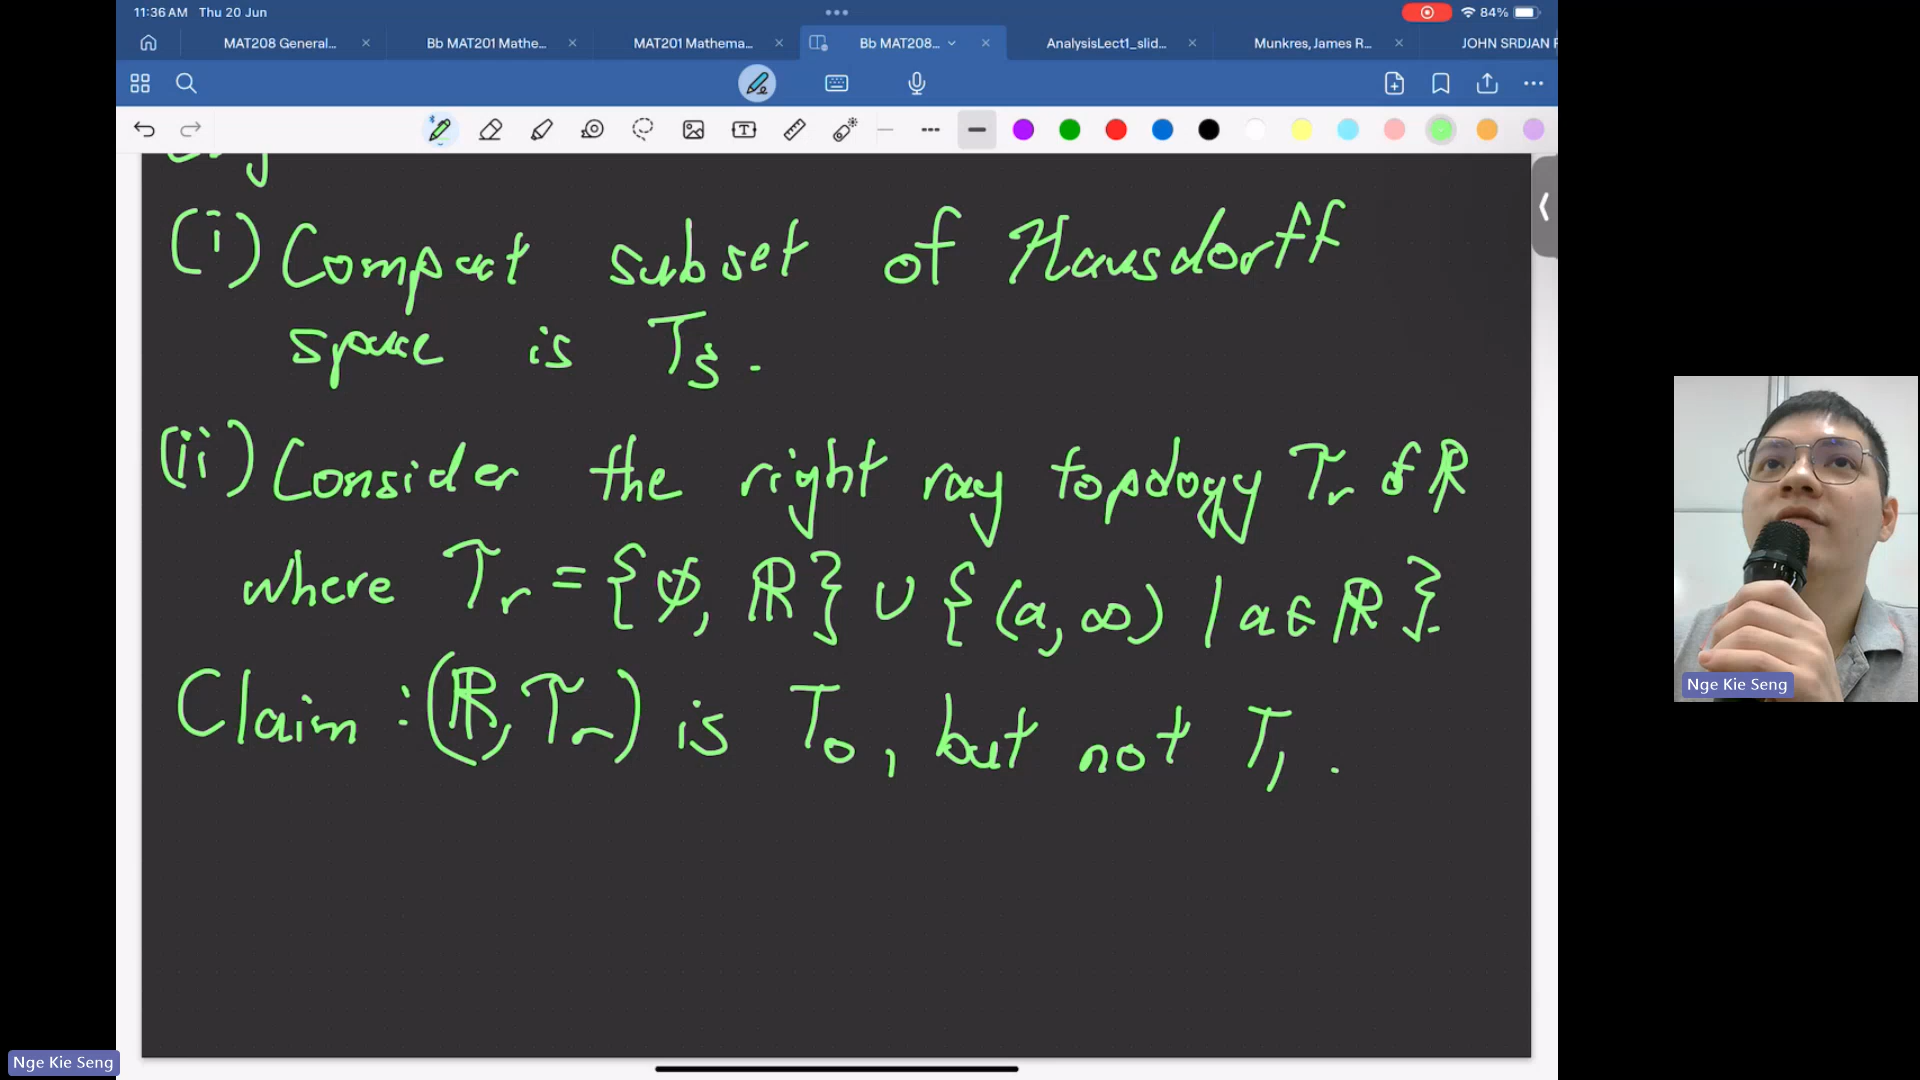 11:36 AM Thu 20 Jun
84%
MAT208 General...
Bb MAT201 Mathe...
MAT201 Mathema...
Bb MAT208...
AnalysisLect1_slid...
Munkres, James R...
JOHN SRDJAN
(i) Compact subset of Hausdorff
space is T₃.
(ii) Consider the right ray topology 𝒯ᵣ of ℝ
where 𝒯ᵣ = {∅, ℝ} ∪ {(a, ∞) | a ∈ ℝ}.
Claim : (ℝ, 𝒯ᵣ) is T₀, but not T₁.
Nge Kie Seng
Nge Kie Seng